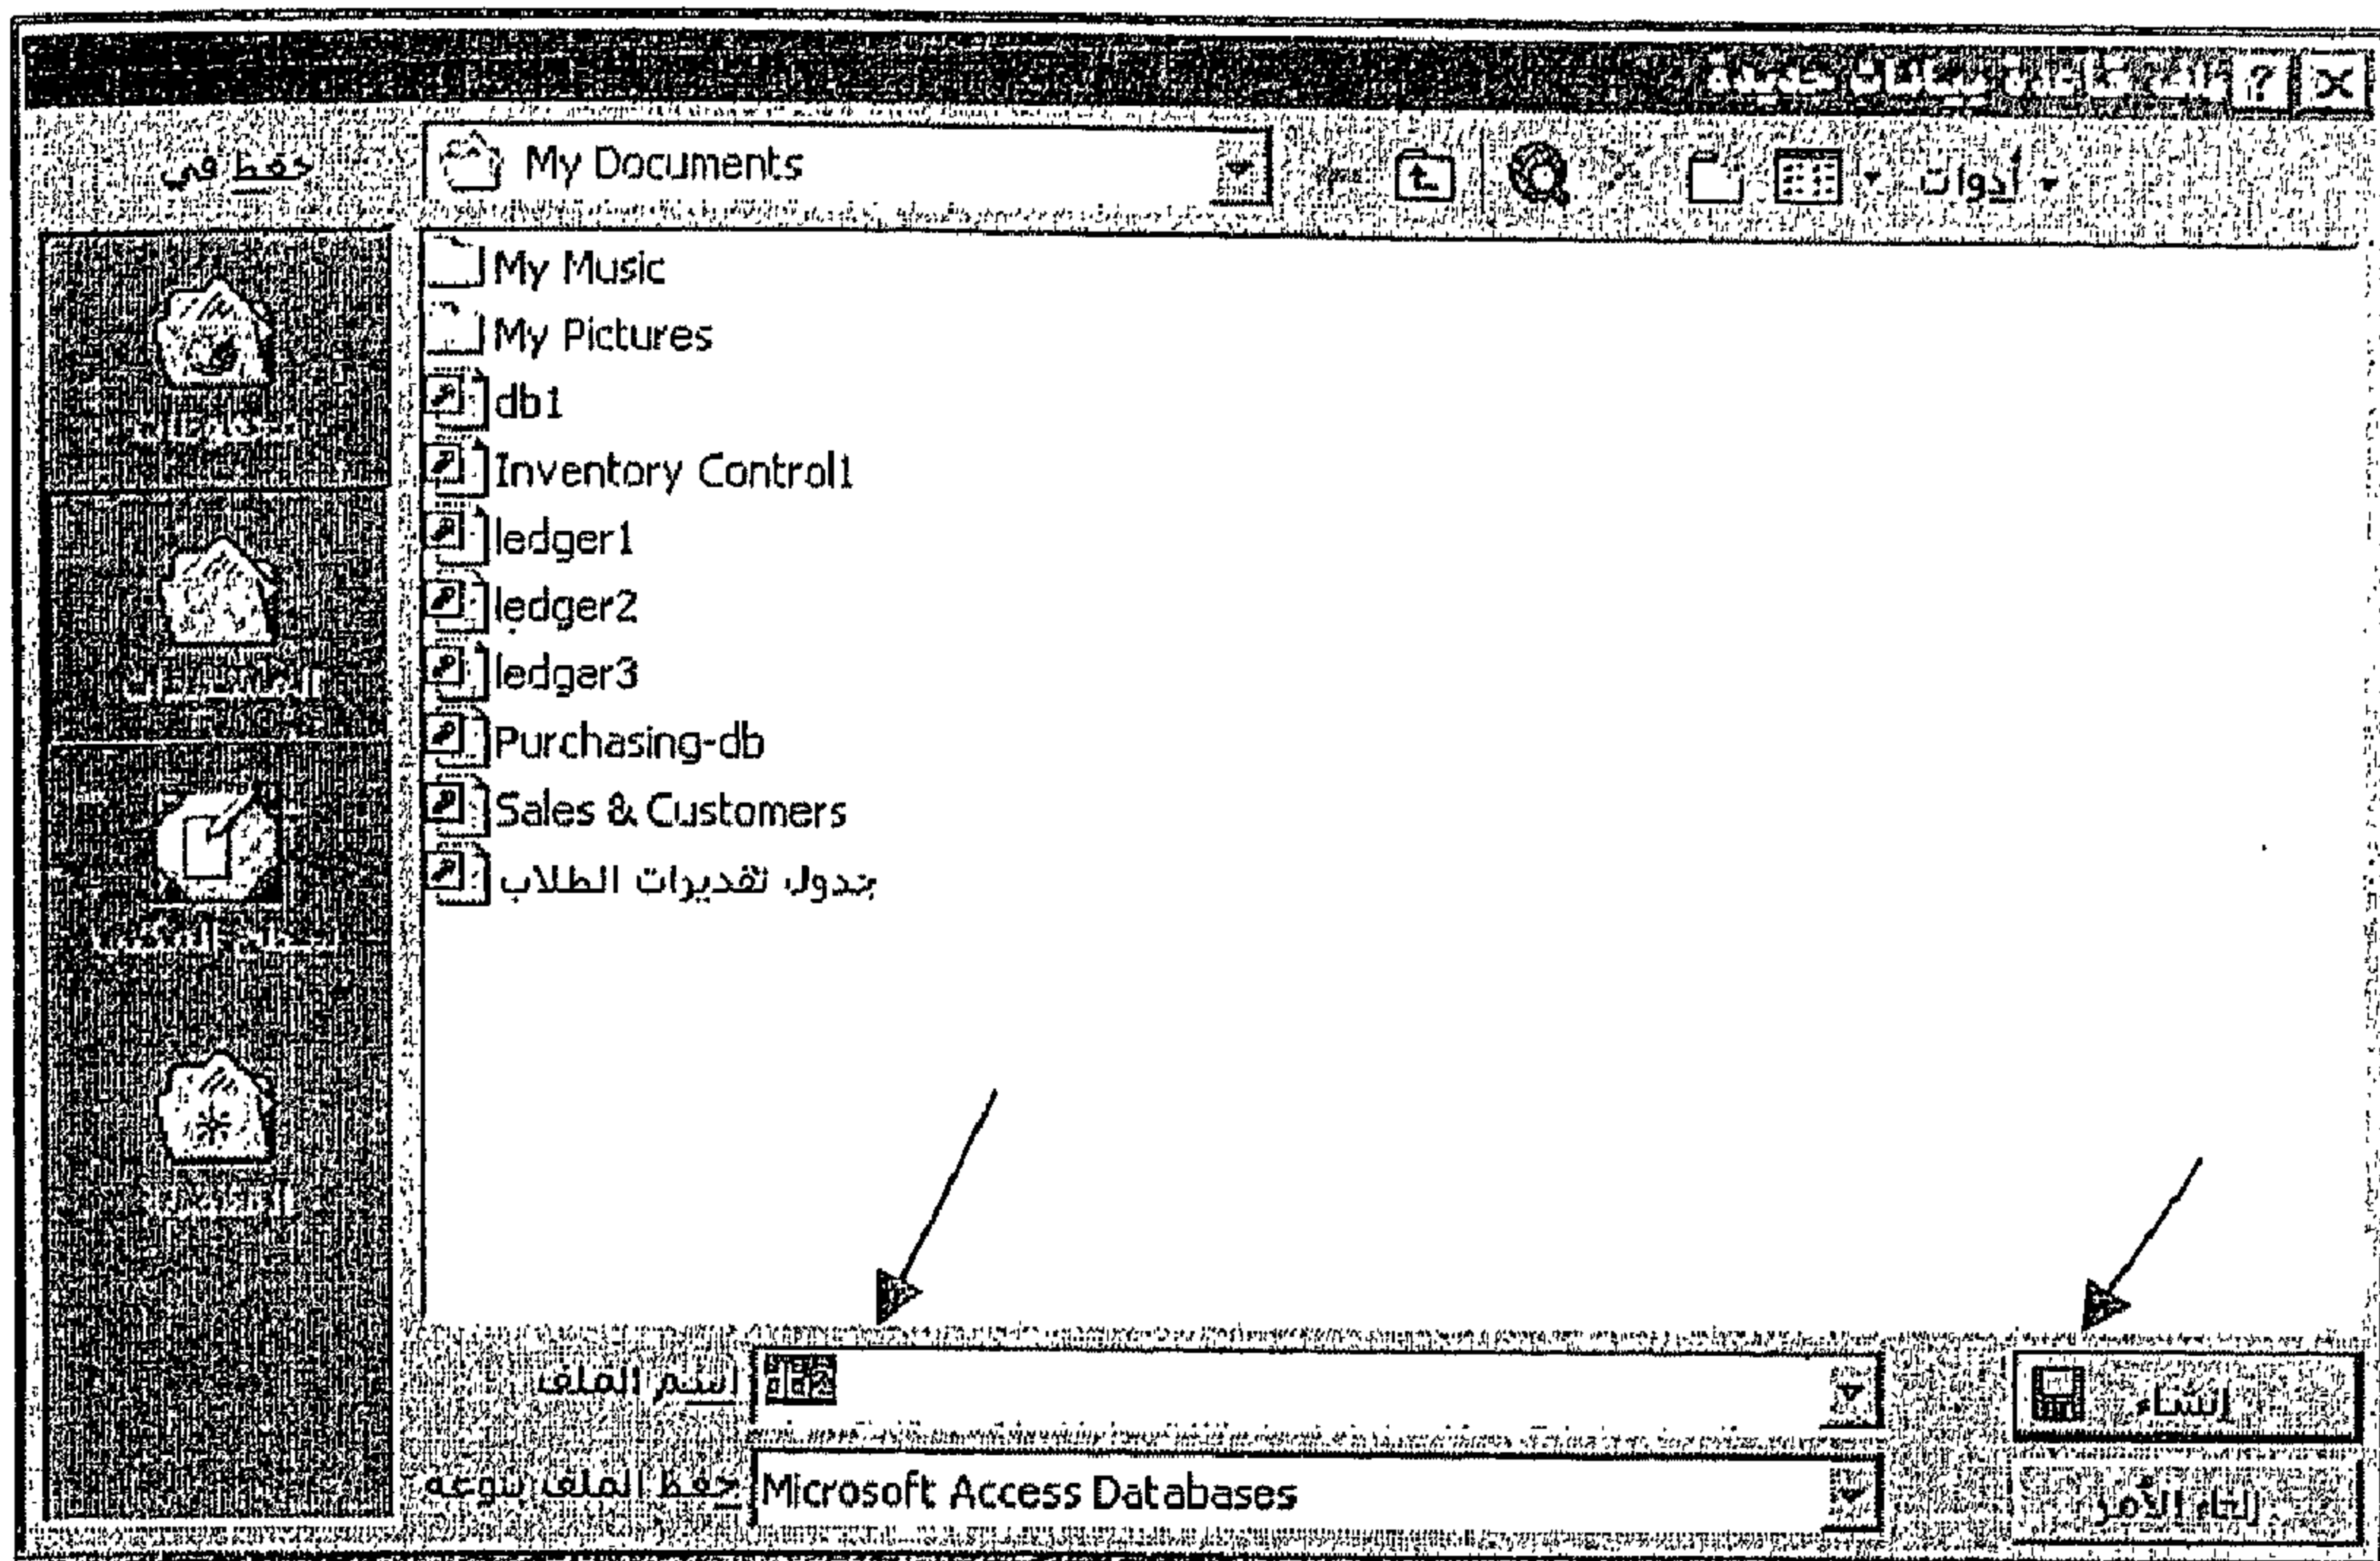 ملف قاعدة بيانات جديدة
حفظ في
My Documents
أدوات
My Music
My Pictures
db1
Inventory Control1
ledger1
ledger2
ledger3
Purchasing-db
Sales & Customers
جدول تقديرات الطلاب
المفضلة
اسم الملف
db2
إنشاء
حفظ الملف بنوعه
Microsoft Access Databases
إلغاء الأمر